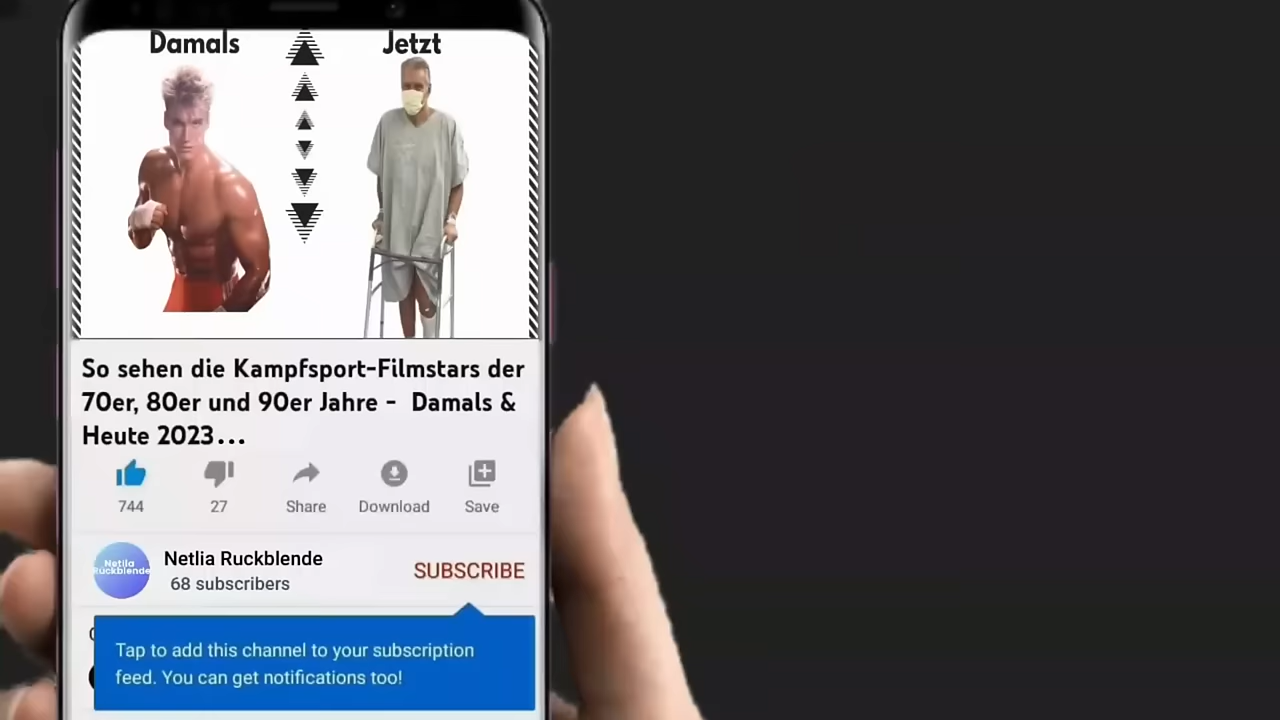 Damals
Jetzt
So sehen die Kampfsport-Filmstars der
70er, 80er und 90er Jahre - Damals &
Heute 2023...
744
27
Share
Download
Save
Netlia
Ruckblende
Netlia Ruckblende
68 subscribers
SUBSCRIBE
Tap to add this channel to your subscription
feed. You can get notifications too!